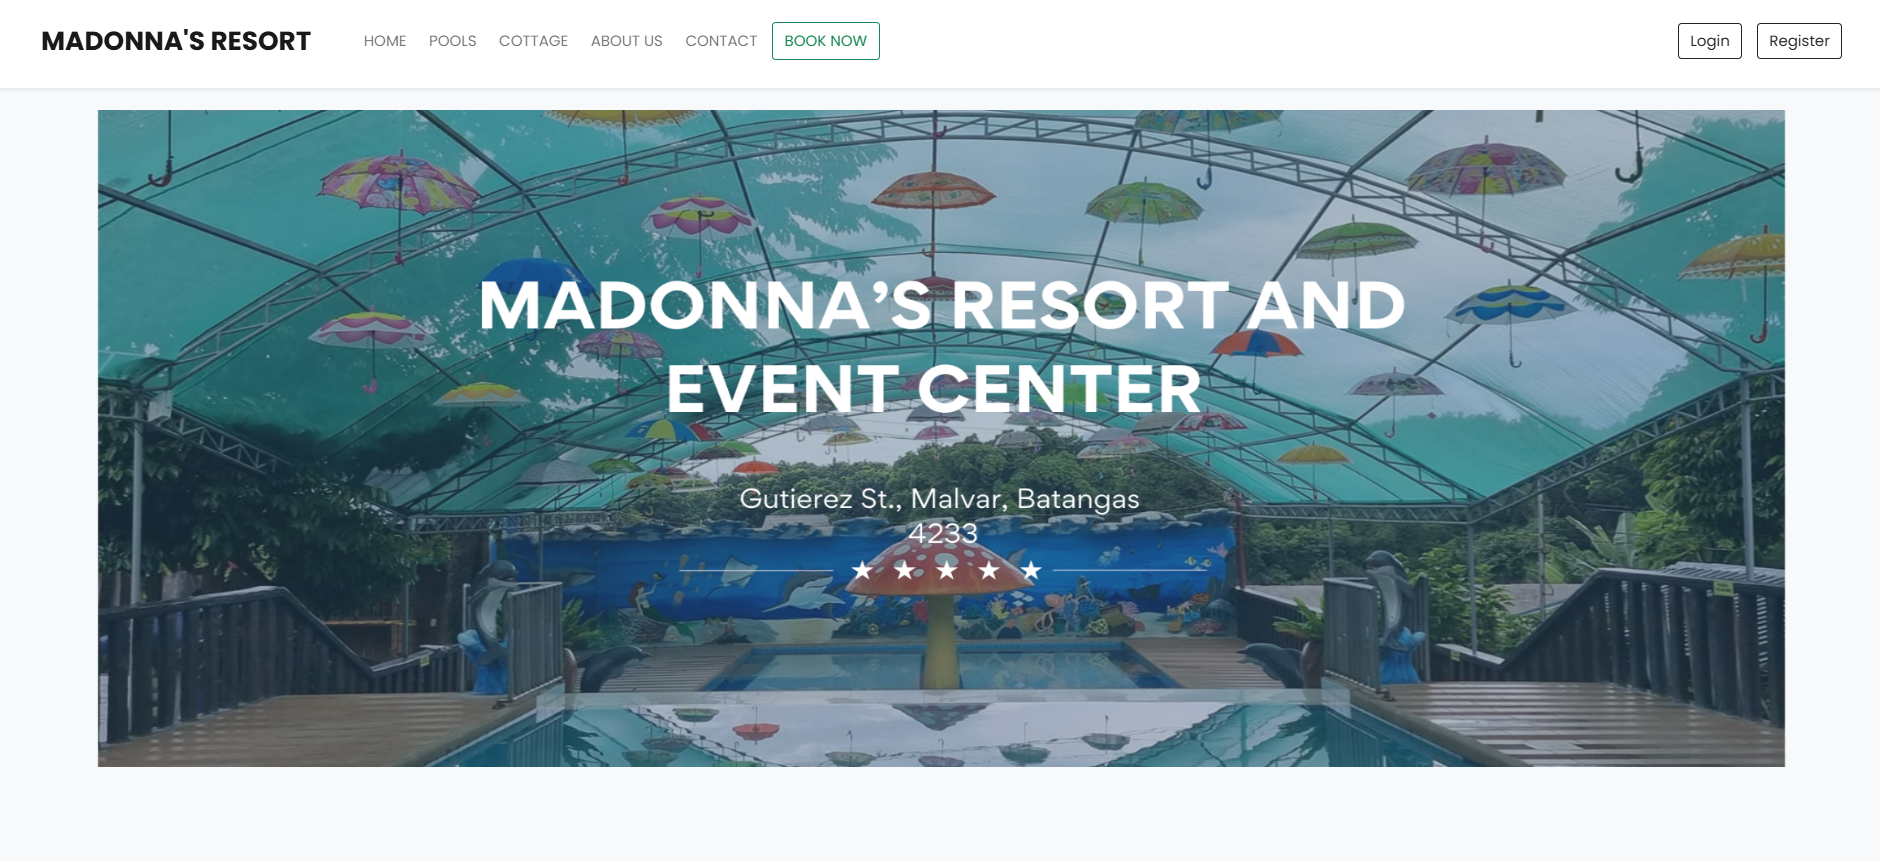 MADONNA'S RESORT
HOME
POOLS
COTTAGE
ABOUT US
CONTACT
BOOK NOW
Login
Register
MADONNA’S RESORT AND
EVENT CENTER
Gutierez St., Malvar, Batangas
4233